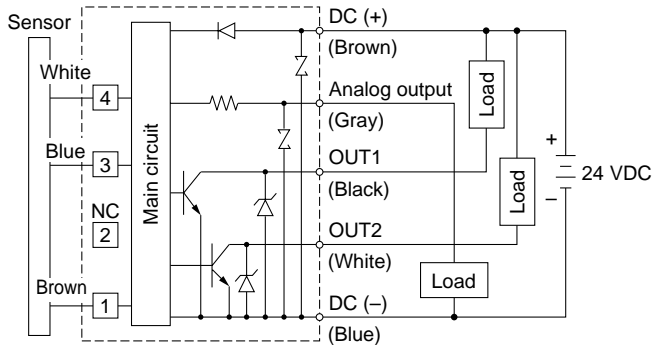 Sensor
White
4
Blue
3
NC
2
Brown
1
Main circuit
DC (+)
(Brown)
Analog output
(Gray)
OUT1
(Black)
OUT2
(White)
DC (–)
(Blue)
Load
Load
Load
+
24 VDC
–